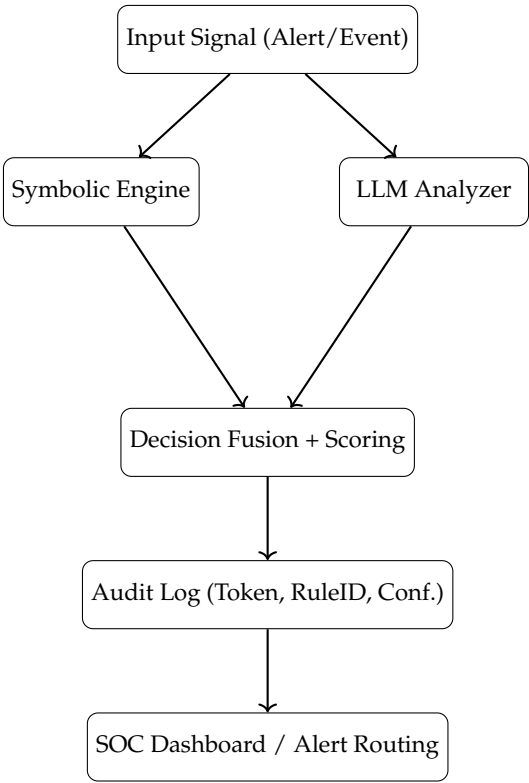 Input Signal (Alert/Event)
Symbolic Engine
LLM Analyzer
Decision Fusion + Scoring
Audit Log (Token, RuleID, Conf.)
SOC Dashboard / Alert Routing